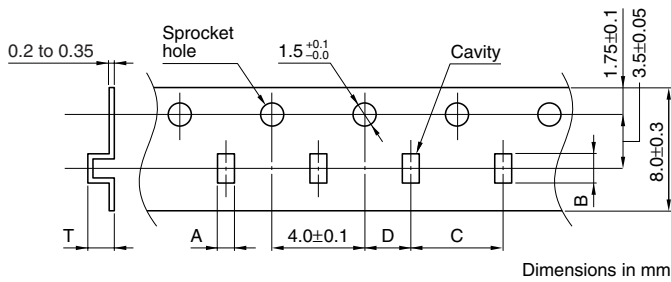 0.2 to 0.35
Sprocket
hole
1.5 +0.1 –0.0
Cavity
1.75±0.1
3.5±0.05
8.0±0.3
B
T
A
4.0±0.1
D
C
Dimensions in mm